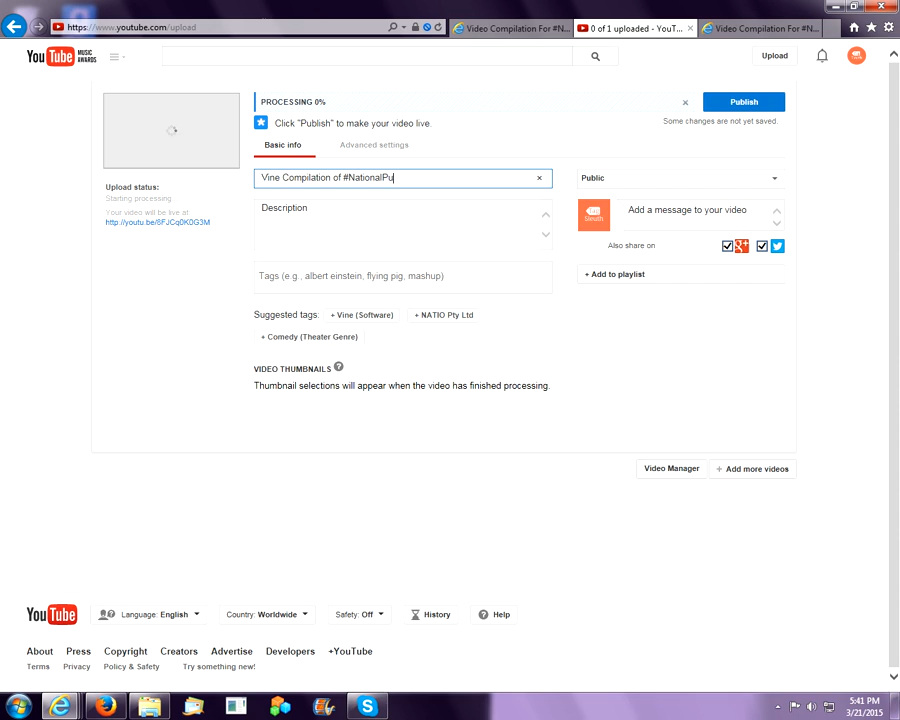 https://www.youtube.com/upload
Video Compilation For #N...
0 of 1 uploaded - YouT...
Video Compilation For #N...
YouTube MUSIC AWARDS
Upload
PROCESSING 0%
Publish
Click "Publish" to make your video live.
Some changes are not yet saved.
Basic info
Advanced settings
Vine Compilation of #NationalPu
Public
Upload status:
Starting processing.
Your video will be live at:
http://youtu.be/6FJCq0K0G3M
Description
Sleuth
Add a message to your video
Also share on
Tags (e.g., albert einstein, flying pig, mashup)
+ Add to playlist
Suggested tags:
+ Vine (Software)
+ NATIO Pty Ltd
+ Comedy (Theater Genre)
VIDEO THUMBNAILS
Thumbnail selections will appear when the video has finished processing.
Video Manager
+ Add more videos
YouTube
Language: English
Country: Worldwide
Safety: Off
History
Help
About
Press
Copyright
Creators
Advertise
Developers
+YouTube
Terms
Privacy
Policy & Safety
Try something new!
5:41 PM
3/21/2015